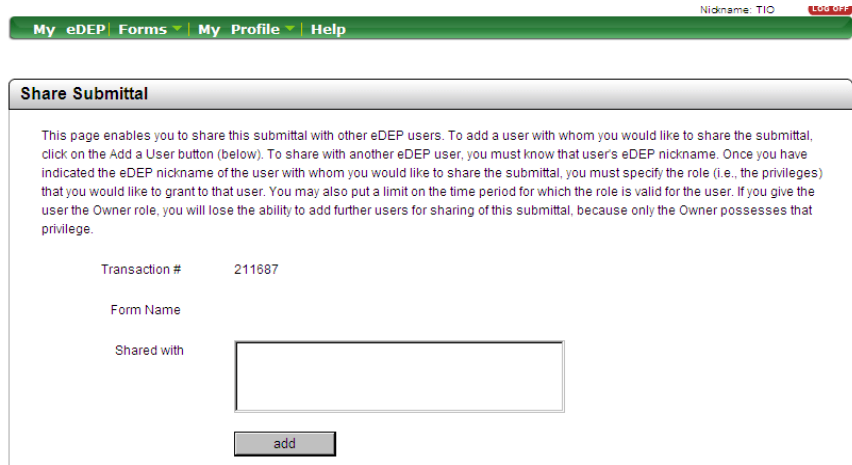 Nickname: TIO LOG OFF
My eDEP Forms My Profile Help
Share Submittal
This page enables you to share this submittal with other eDEP users. To add a user with whom you would like to share the submittal,
click on the Add a User button (below). To share with another eDEP user, you must know that user's eDEP nickname. Once you have
indicated the eDEP nickname of the user with whom you would like to share the submittal, you must specify the role (i.e., the privileges)
that you would like to grant to that user. You may also put a limit on the time period for which the role is valid for the user. If you give the
user the Owner role, you will lose the ability to add further users for sharing of this submittal, because only the Owner possesses that
privilege.
Transaction # 211687
Form Name
Shared with
add